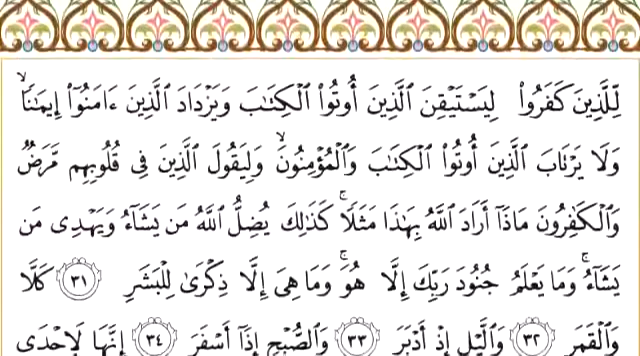 لِّلَّذِينَ كَفَرُواْ لِيَسۡتَيۡقِنَ ٱلَّذِينَ أُوتُواْ ٱلۡكِتَٰبَ وَيَزۡدَادَ ٱلَّذِينَ ءَامَنُوٓاْ إِيمَٰنٗاۙ
وَلَا يَرۡتَابَ ٱلَّذِينَ أُوتُواْ ٱلۡكِتَٰبَ وَٱلۡمُؤۡمِنُونَۙ وَلِيَقُولَ ٱلَّذِينَ فِي قُلُوبِهِم مَّرَضٞ
وَٱلۡكَٰفِرُونَ مَاذَآ أَرَادَ ٱللَّهُ بِهَٰذَا مَثَلٗاۚ كَذَٰلِكَ يُضِلُّ ٱللَّهُ مَن يَشَآءُ وَيَهۡدِي مَن
يَشَآءُۚ وَمَا يَعۡلَمُ جُنُودَ رَبِّكَ إِلَّا هُوَۚ وَمَا هِيَ إِلَّا ذِكۡرَىٰ لِلۡبَشَرِ ٣١ كَلَّا
وَٱلۡقَمَرِ ٣٢ وَٱلَّيۡلِ إِذۡ أَدۡبَرَ ٣٣ وَٱلصُّبۡحِ إِذَآ أَسۡفَرَ ٣٤ إِنَّهَا لَإِحۡدَى